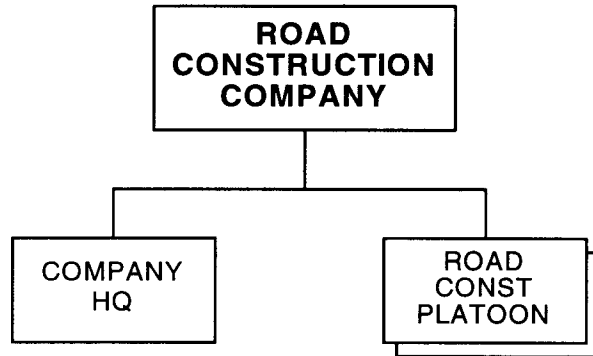 ROAD
CONSTRUCTION
COMPANY
COMPANY
HQ
ROAD
CONST
PLATOON